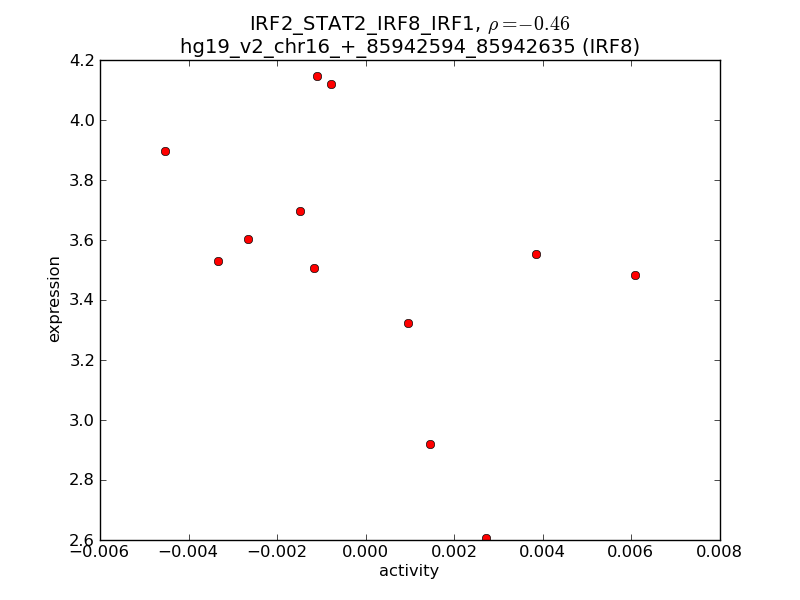 IRF2_STAT2_IRF8_IRF1, ρ=−0.46
hg19_v2_chr16_+_85942594_85942635 (IRF8)
4.2
4.0
3.8
3.6
3.4
3.2
3.0
2.8
2.6
expression
−0.006 −0.004 −0.002 0.000 0.002 0.004 0.006 0.008
activity